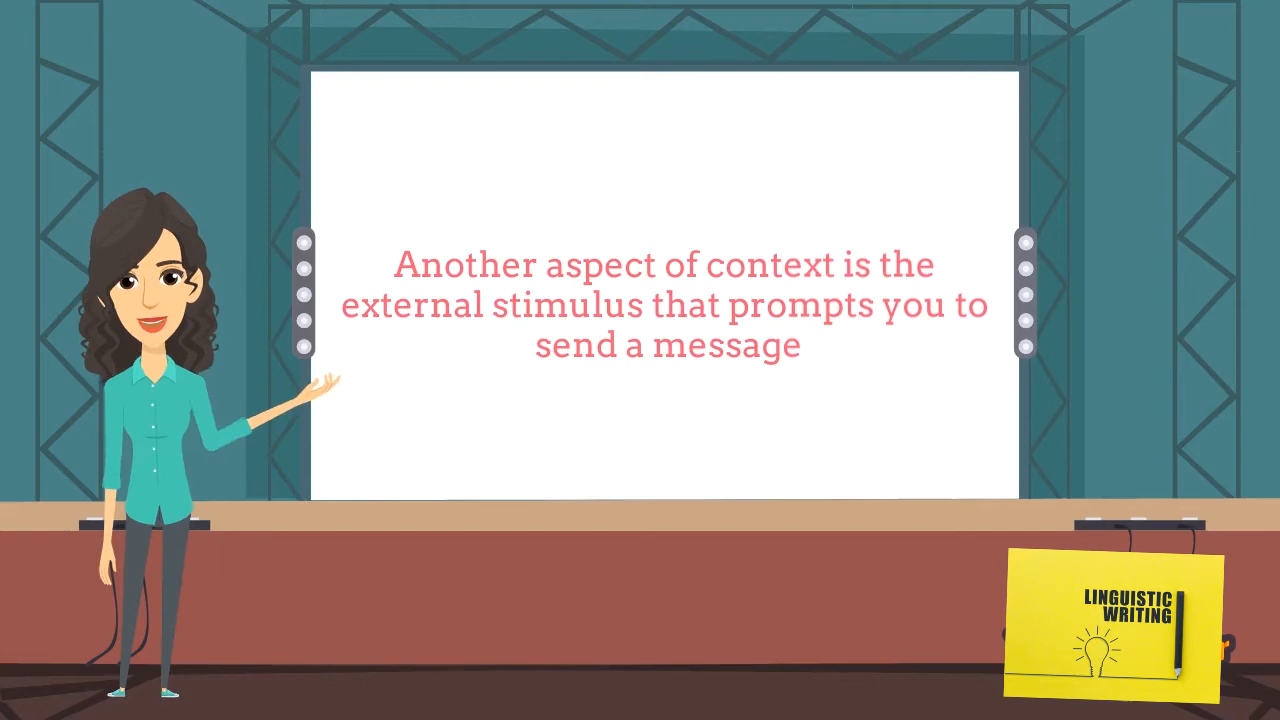 Another aspect of context is the
external stimulus that prompts you to
send a message
LINGUISTIC
WRITING